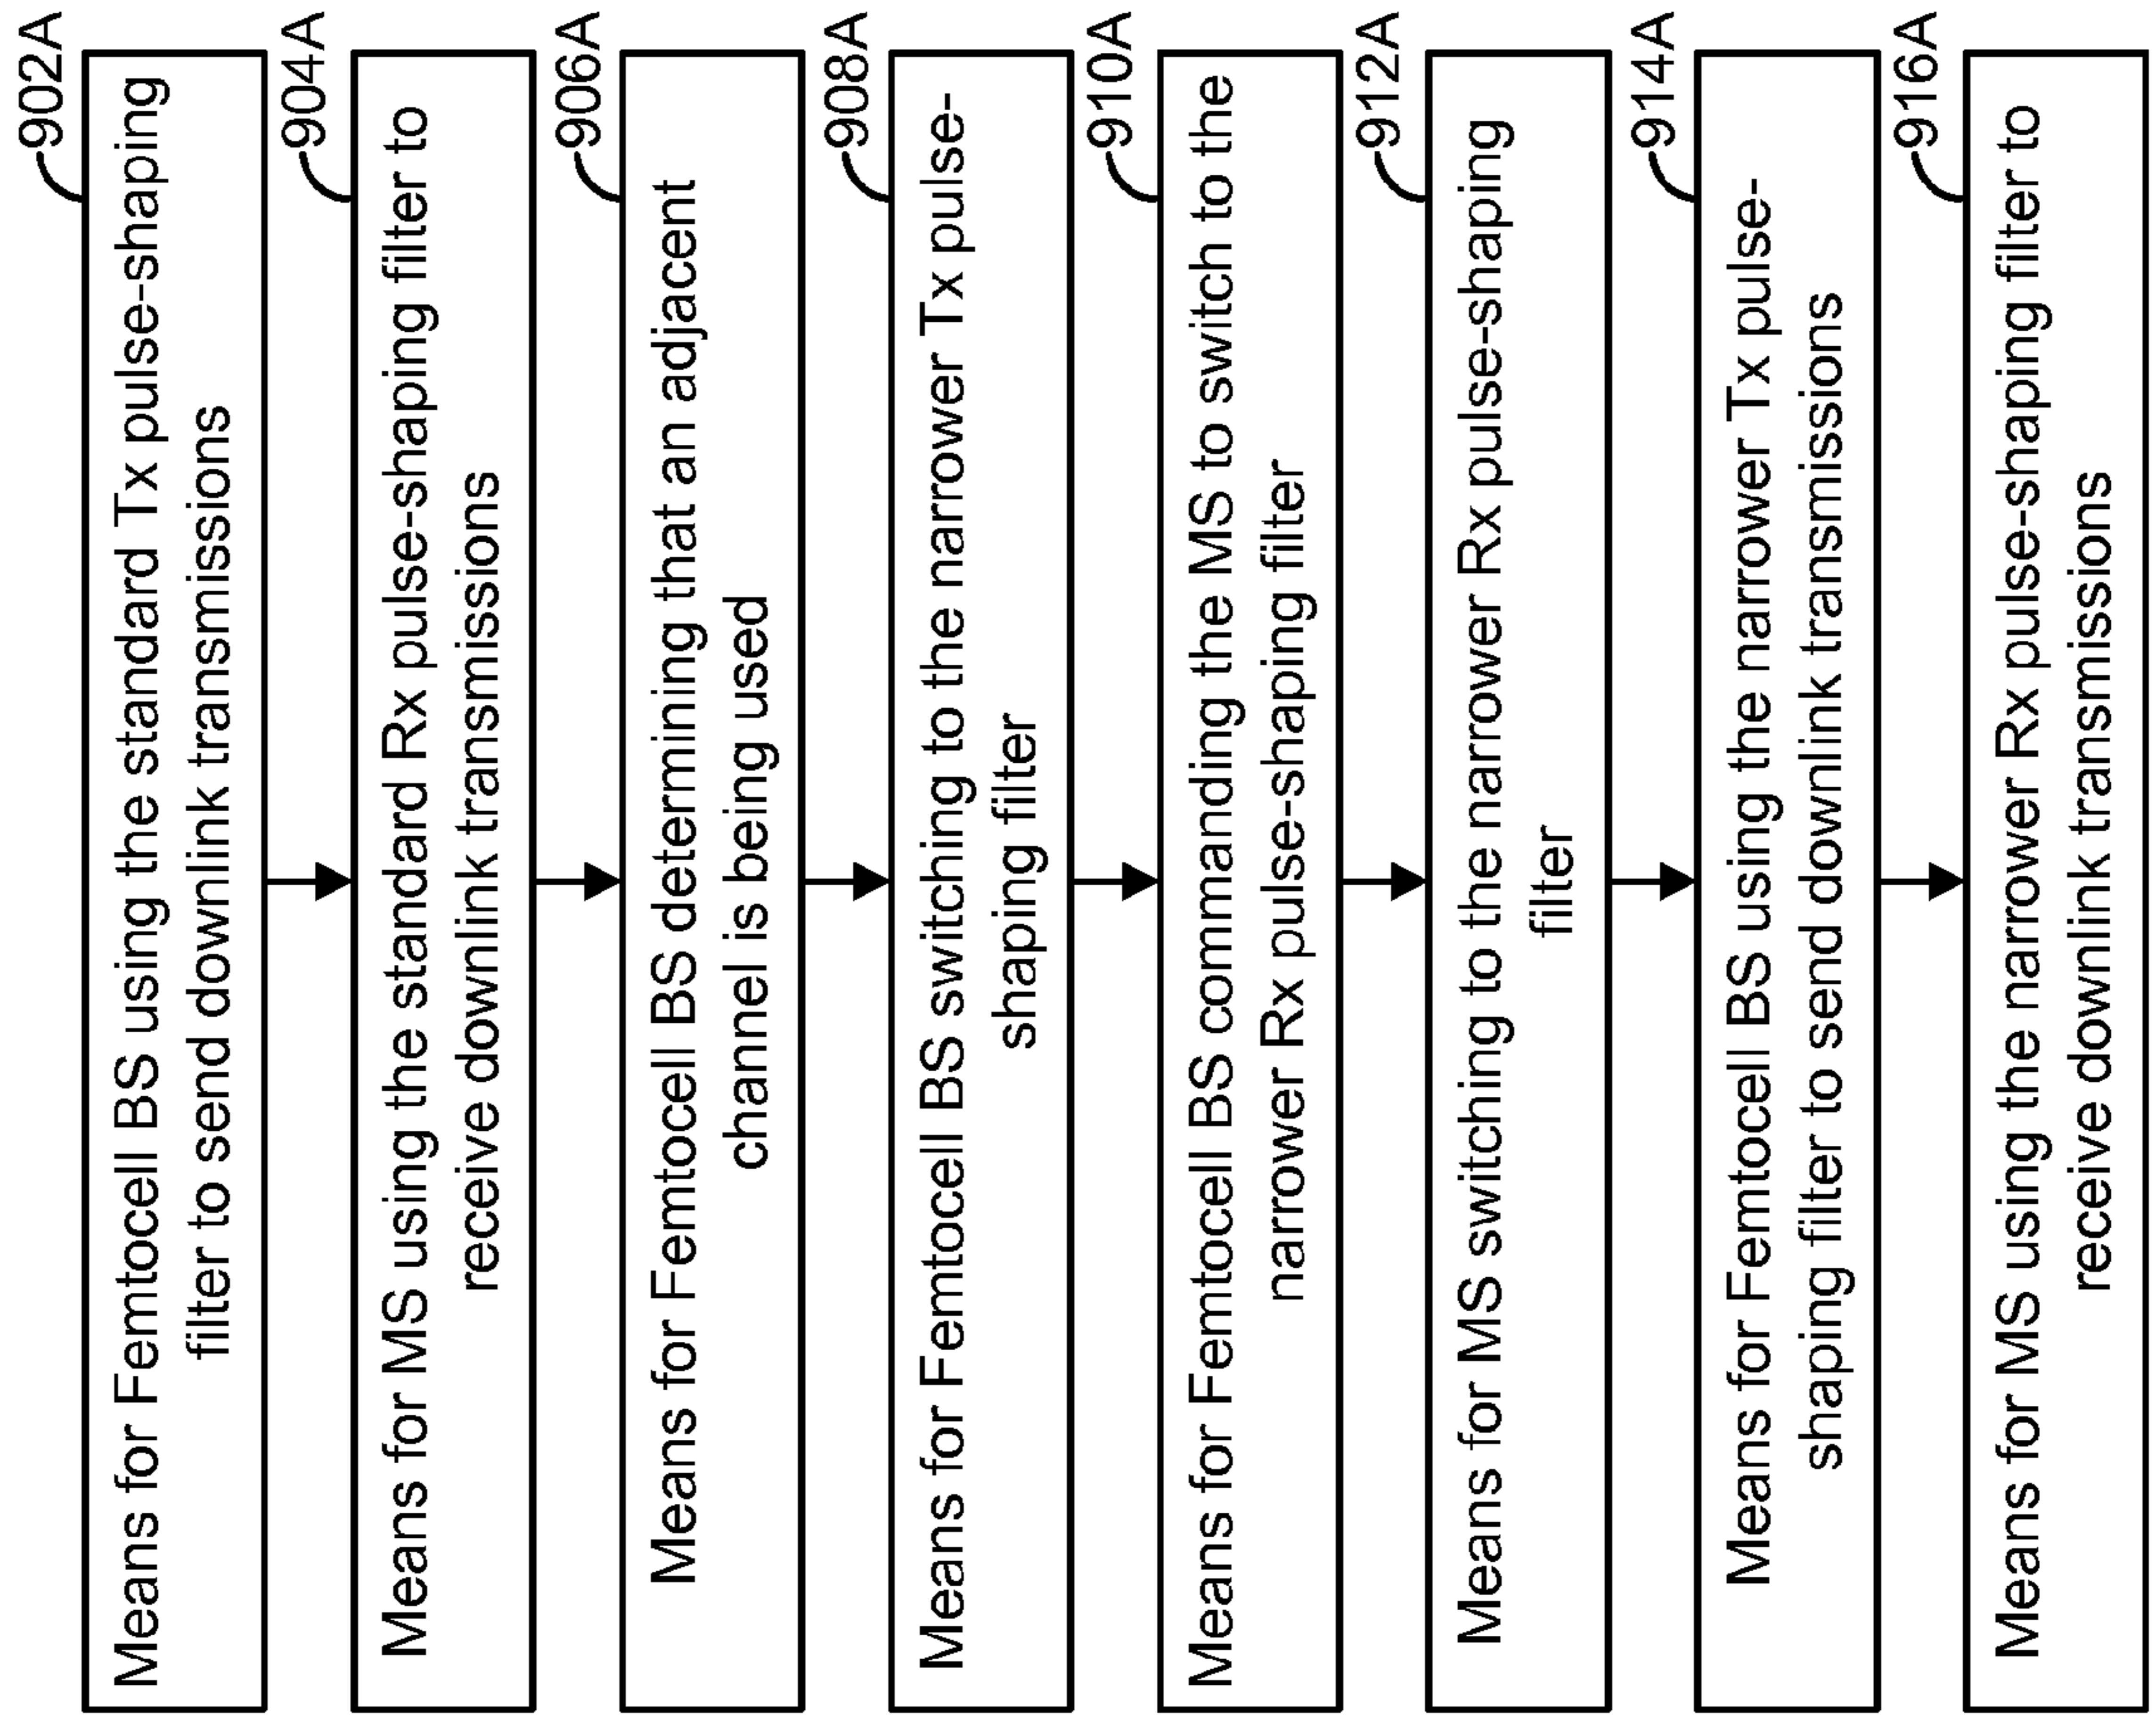 902A
Means for Femtocell BS using the standard Tx pulse-shaping
filter to send downlink transmissions
904A
Means for MS using the standard Rx pulse-shaping filter to
receive downlink transmissions
906A
Means for Femtocell BS determining that an adjacent
channel is being used
908A
Means for Femtocell BS switching to the narrower Tx pulse-
shaping filter
910A
Means for Femtocell BS commanding the MS to switch to the
narrower Rx pulse-shaping filter
912A
Means for MS switching to the narrower Rx pulse-shaping
filter
914A
Means for Femtocell BS using the narrower Tx pulse-
shaping filter to send downlink transmissions
916A
Means for MS using the narrower Rx pulse-shaping filter to
receive downlink transmissions